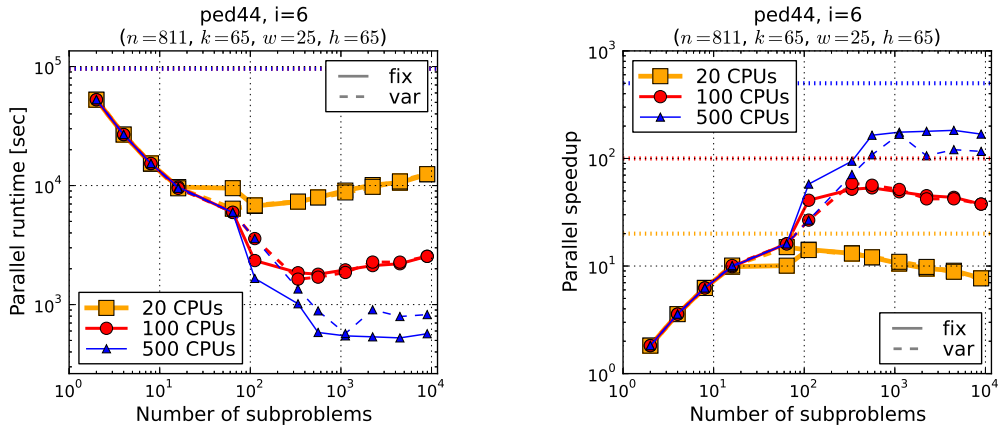 ped44, i=6
(n=811, k=65, w=25, h=65)
10^5
10^4
10^3
Parallel runtime [sec]
fix
var
20 CPUs
100 CPUs
500 CPUs
10^0
10^1
10^2
10^3
10^4
Number of subproblems
ped44, i=6
(n=811, k=65, w=25, h=65)
10^3
10^2
10^1
10^0
Parallel speedup
20 CPUs
100 CPUs
500 CPUs
fix
var
10^0
10^1
10^2
10^3
10^4
Number of subproblems